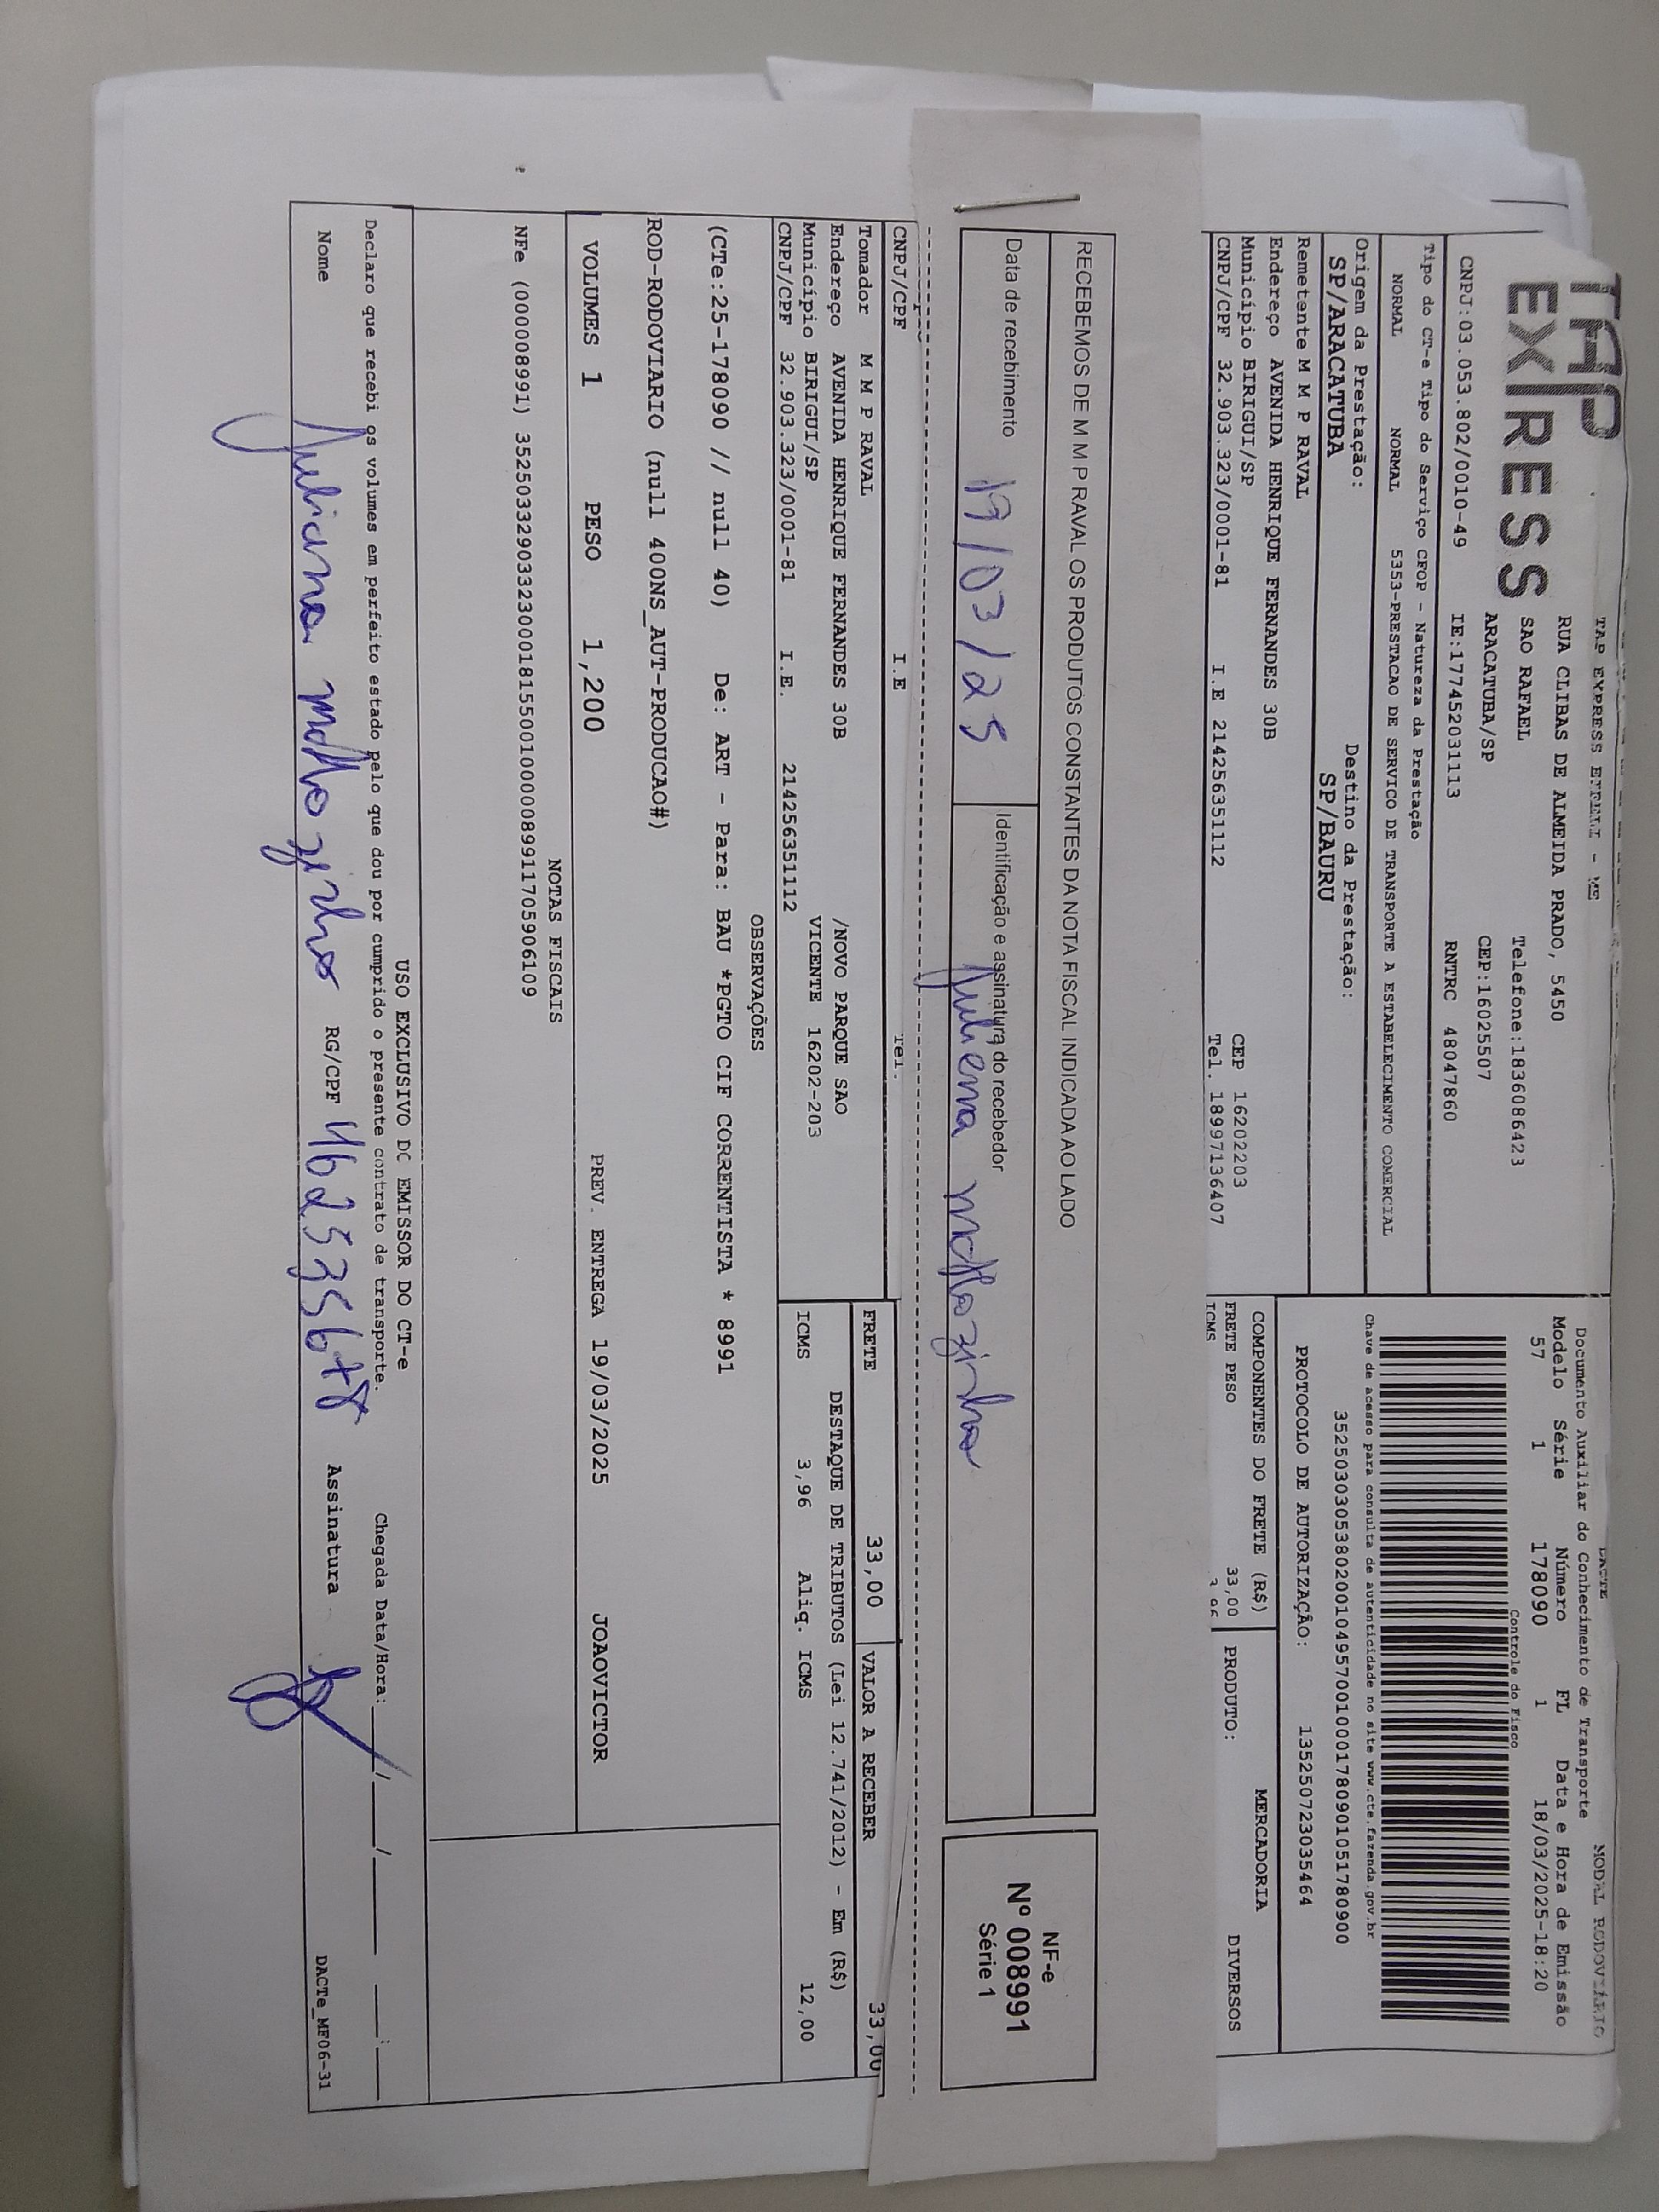 TAP EXPRESS EIRELI - ME
TAP
EXPRESS
RUA CLIBAS DE ALMEIDA PRADO, 5450
SAO RAFAEL Telefone:1836086423
ARACATUBA/SP CEP:16025507
CNPJ:03.053.802/0010-49 IE:177452031113 RNTRC 48047860
DACTE MODAL RODOVIÁRIO
Documento Auxiliar do Conhecimento de Transporte
Modelo Série Número FL Data e Hora de Emissão
57 1 178090 1 18/03/2025-18:20
Controle do Fisco
Tipo do CT-e Tipo do Serviço CFOP - Natureza da Prestação
NORMAL NORMAL 5353-PRESTACAO DE SERVICO DE TRANSPORTE A ESTABELECIMENTO COMERCIAL
Chave de acesso para consulta de autenticidade no site www.cte.fazenda.gov.br
Origem da Prestação: Destino da Prestação:
SP/ARACATUBA SP/BAURU
35250303053802001049570010001780901051780900
PROTOCOLO DE AUTORIZAÇÃO: 135250723035464
Remetente M M P RAVAL
Endereço AVENIDA HENRIQUE FERNANDES 30B
Município BIRIGUI/SP CEP 16202203
CNPJ/CPF 32.903.323/0001-81 I.E 214256351112 Tel. 18997136407
COMPONENTES DO FRETE (R$) MERCADORIA
FRETE PESO 33,00 PRODUTO: DIVERSOS
ICMS 3,96
RECEBEMOS DE M M P RAVAL OS PRODUTOS CONSTANTES DA NOTA FISCAL INDICADA AO LADO
Data de recebimento 19/03/25
Identificação e assinatura do recebedor
Juliana
NF-e
Nº 008991
Série 1
CNPJ/CPF I.E Tel.
Tomador M M P RAVAL
Endereço AVENIDA HENRIQUE FERNANDES 30B /NOVO PARQUE SAO
Município BIRIGUI/SP VICENTE 16202-203
CNPJ/CPF 32.903.323/0001-81 I.E. 214256351112
FRETE 33,00 VALOR A RECEBER 33,00
DESTAQUE DE TRIBUTOS (Lei 12.741/2012) - Em (R$)
ICMS 3,96 Aliq. ICMS 12,00
OBSERVAÇÕES
(CTe:25-178090 // null 40) De: ART - Para: BAU *PGTO CIF CORRENTISTA * 8991
ROD-RODOVIARIO (null 400NS_AUT-PRODUCAO#)
VOLUMES 1 PESO 1,200 PREV. ENTREGA 19/03/2025 JOAOVICTOR
NOTAS FISCAIS
NFe (000008991) 35250332903323000181550010000089911705906109
USO EXCLUSIVO DO EMISSOR DO CT-e
Declaro que recebi os volumes em perfeito estado pelo que dou por cumprido o presente contrato de transporte. Chegada Data/Hora: ___/___/___ __:__
Nome Juliana RG/CPF Assinatura DACTe_MF06-31